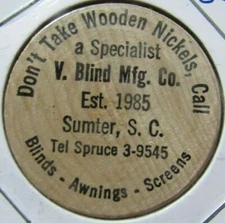 Don't Take Wooden Nickels, Call
a Specialist
V. Blind Mfg. Co.
Est. 1985
Sumter, S. C.
Tel Spruce 3-9545
Blinds - Awnings - Screens